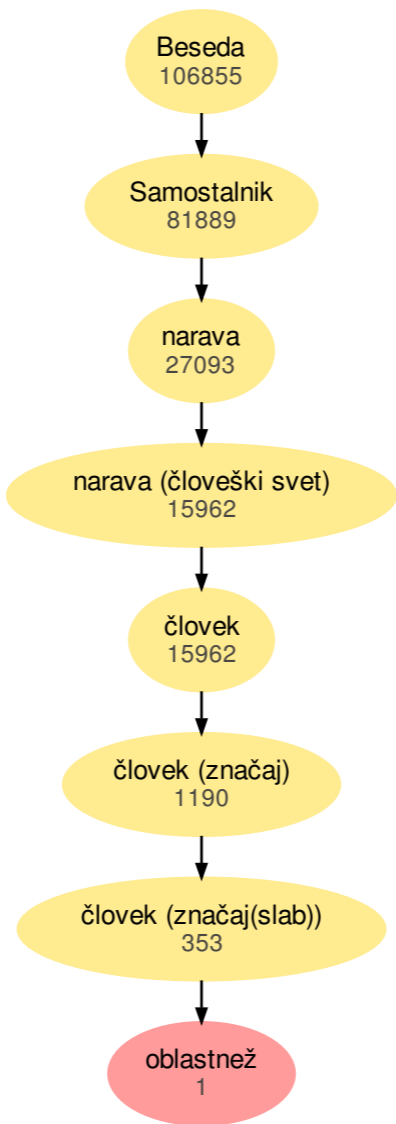 Beseda
106855
Samostalnik
81889
narava
27093
narava (človeški svet)
15962
človek
15962
človek (značaj)
1190
človek (značaj(slab))
353
oblastnež
1